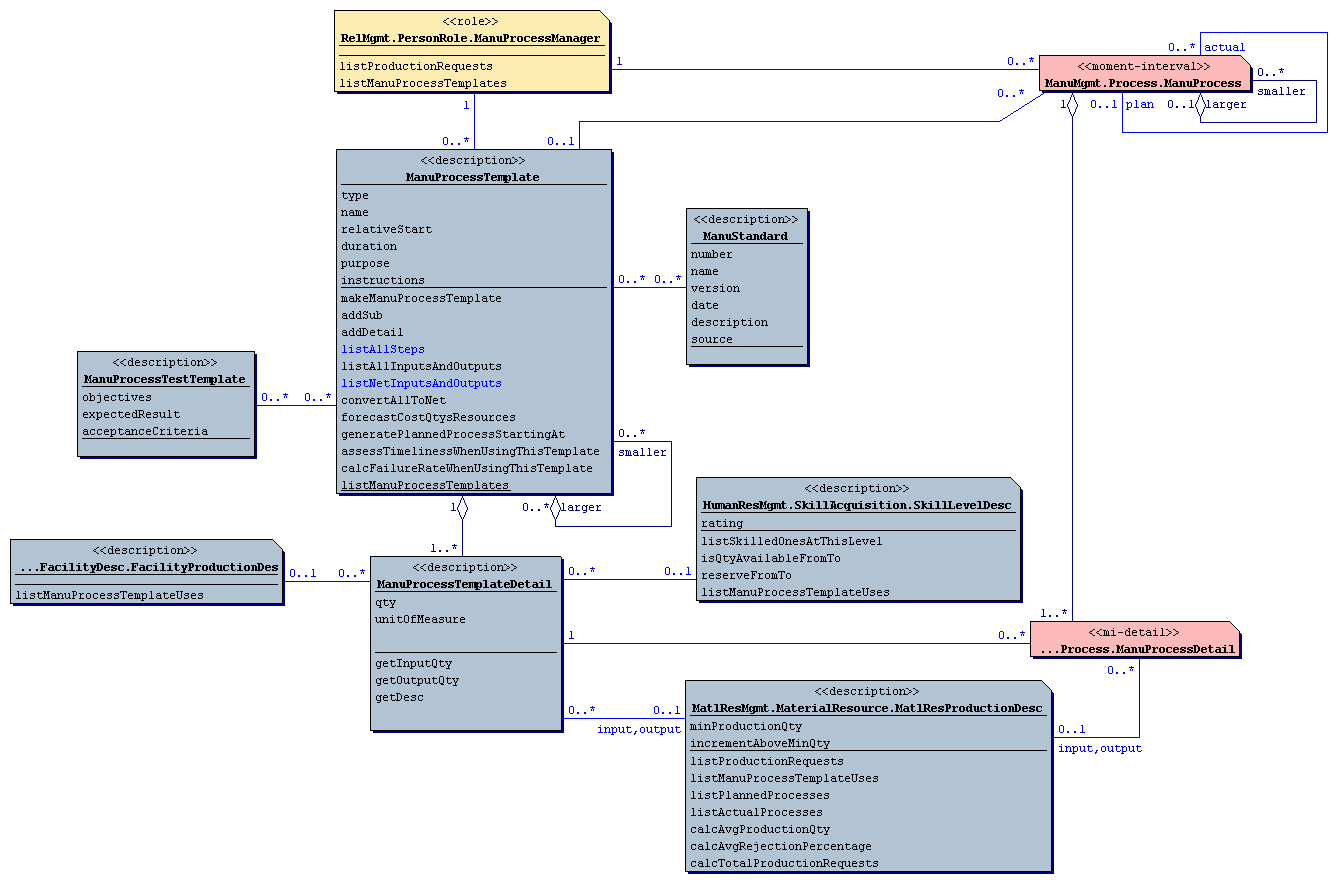 <<role>>
RelMgmt.PersonRole.ManuProcessManager
listProductionRequests
listManuProcessTemplates
1
0..*
0..*
actual
<<moment-interval>>
ManuMgmt.Process.ManuProcess
0..*
smaller
0..*
1
0..1
plan
0..1
larger
1
0..*
0..1
<<description>>
ManuProcessTemplate
type
name
relativeStart
duration
purpose
instructions
makeManuProcessTemplate
addSub
addDetail
listAllSteps
listAllInputsAndOutputs
listNetInputsAndOutputs
convertAllToNet
forecastCostQtysResources
generatePlannedProcessStartingAt
assessTimelinessWhenUsingThisTemplate
calcFailureRateWhenUsingThisTemplate
listManuProcessTemplates
0..*
0..*
<<description>>
ManuStandard
number
name
version
date
description
source
<<description>>
ManuProcessTestTemplate
objectives
expectedResult
acceptanceCriteria
0..*
0..*
0..*
smaller
1
0..*
larger
1..*
<<description>>
HumanResMgmt.SkillAcquisition.SkillLevelDesc
rating
listSkilledOnesAtThisLevel
isQtyAvailableFromTo
reserveFromTo
listManuProcessTemplateUses
<<description>>
...FacilityDesc.FacilityProductionDes
listManuProcessTemplateUses
0..1
0..*
<<description>>
ManuProcessTemplateDetail
qty
unitOfMeasure
getInputQty
getOutputQty
getDesc
0..*
0..1
1
0..*
1..*
<<mi-detail>>
...Process.ManuProcessDetail
0..*
0..*
0..1
input,output
<<description>>
MatlResMgmt.MaterialResource.MatlResProductionDesc
minProductionQty
incrementAboveMinQty
listProductionRequests
listManuProcessTemplateUses
listPlannedProcesses
listActualProcesses
calcAvgProductionQty
calcAvgRejectionPercentage
calcTotalProductionRequests
0..1
input,output